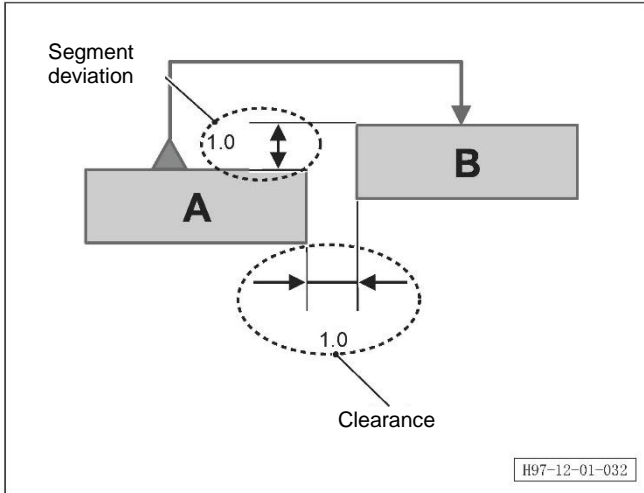 Segment
deviation
1.0
B
A
1.0
Clearance
H97-12-01-032